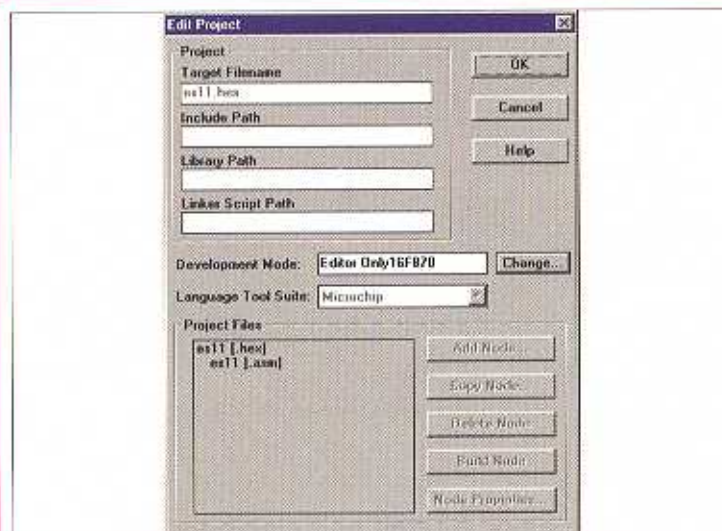 Edit Project
Project
Target Filename
es11.hex
Include Path
Library Path
Linker Script Path
OK
Cancel
Help
Development Mode: Editor Only16F870 Change...
Language Tool Suite: Microchip
Project Files
es11 [.hex]
es11 [.asm]
Add Node...
Copy Node...
Delete Node
Build Node
Node Properties...